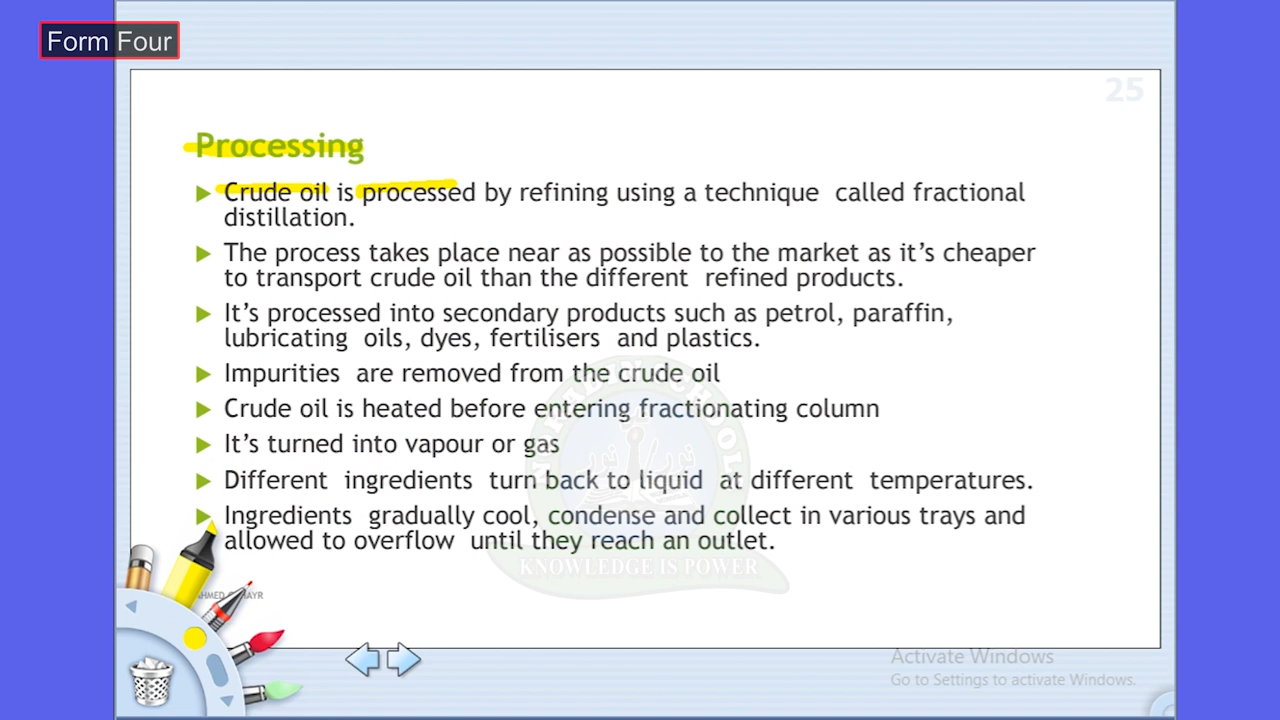 Form Four
25
Processing
Crude oil is processed by refining using a technique called fractional
distillation.
The process takes place near as possible to the market as it's cheaper
to transport crude oil than the different refined products.
It's processed into secondary products such as petrol, paraffin,
lubricating oils, dyes, fertilisers and plastics.
Impurities are removed from the crude oil
Crude oil is heated before entering fractionating column
It's turned into vapour or gas
Different ingredients turn back to liquid at different temperatures.
Ingredients gradually cool, condense and collect in various trays and
allowed to overflow until they reach an outlet.
KNOWLEDGE IS POWER
Activate Windows
Go to Settings to activate Windows.